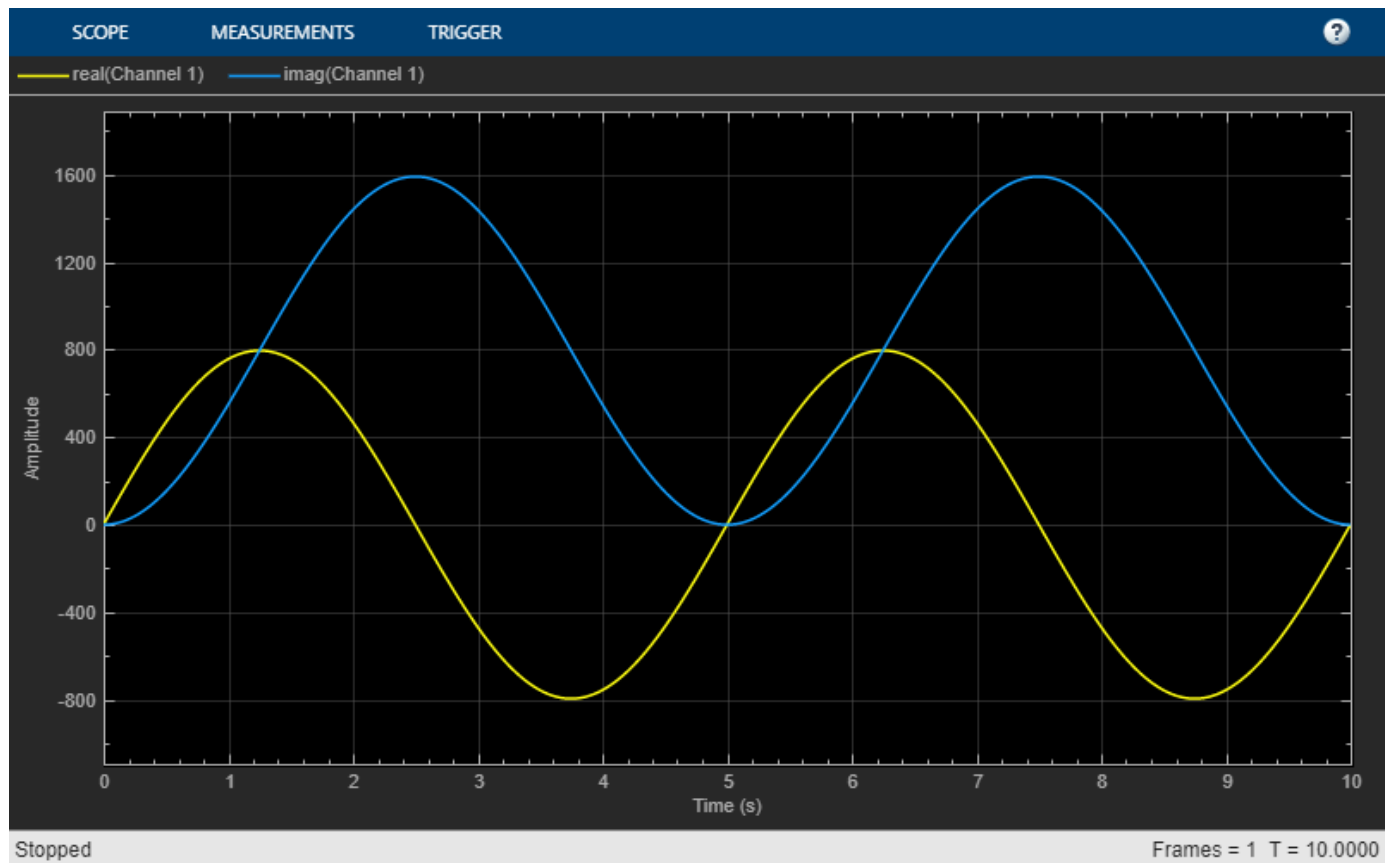 SCOPE MEASUREMENTS TRIGGER ?
real(Channel 1) imag(Channel 1)
1600
1200
800
400
0
-400
-800
Amplitude
0 1 2 3 4 5 6 7 8 9 10
Time (s)
Stopped Frames = 1 T = 10.0000